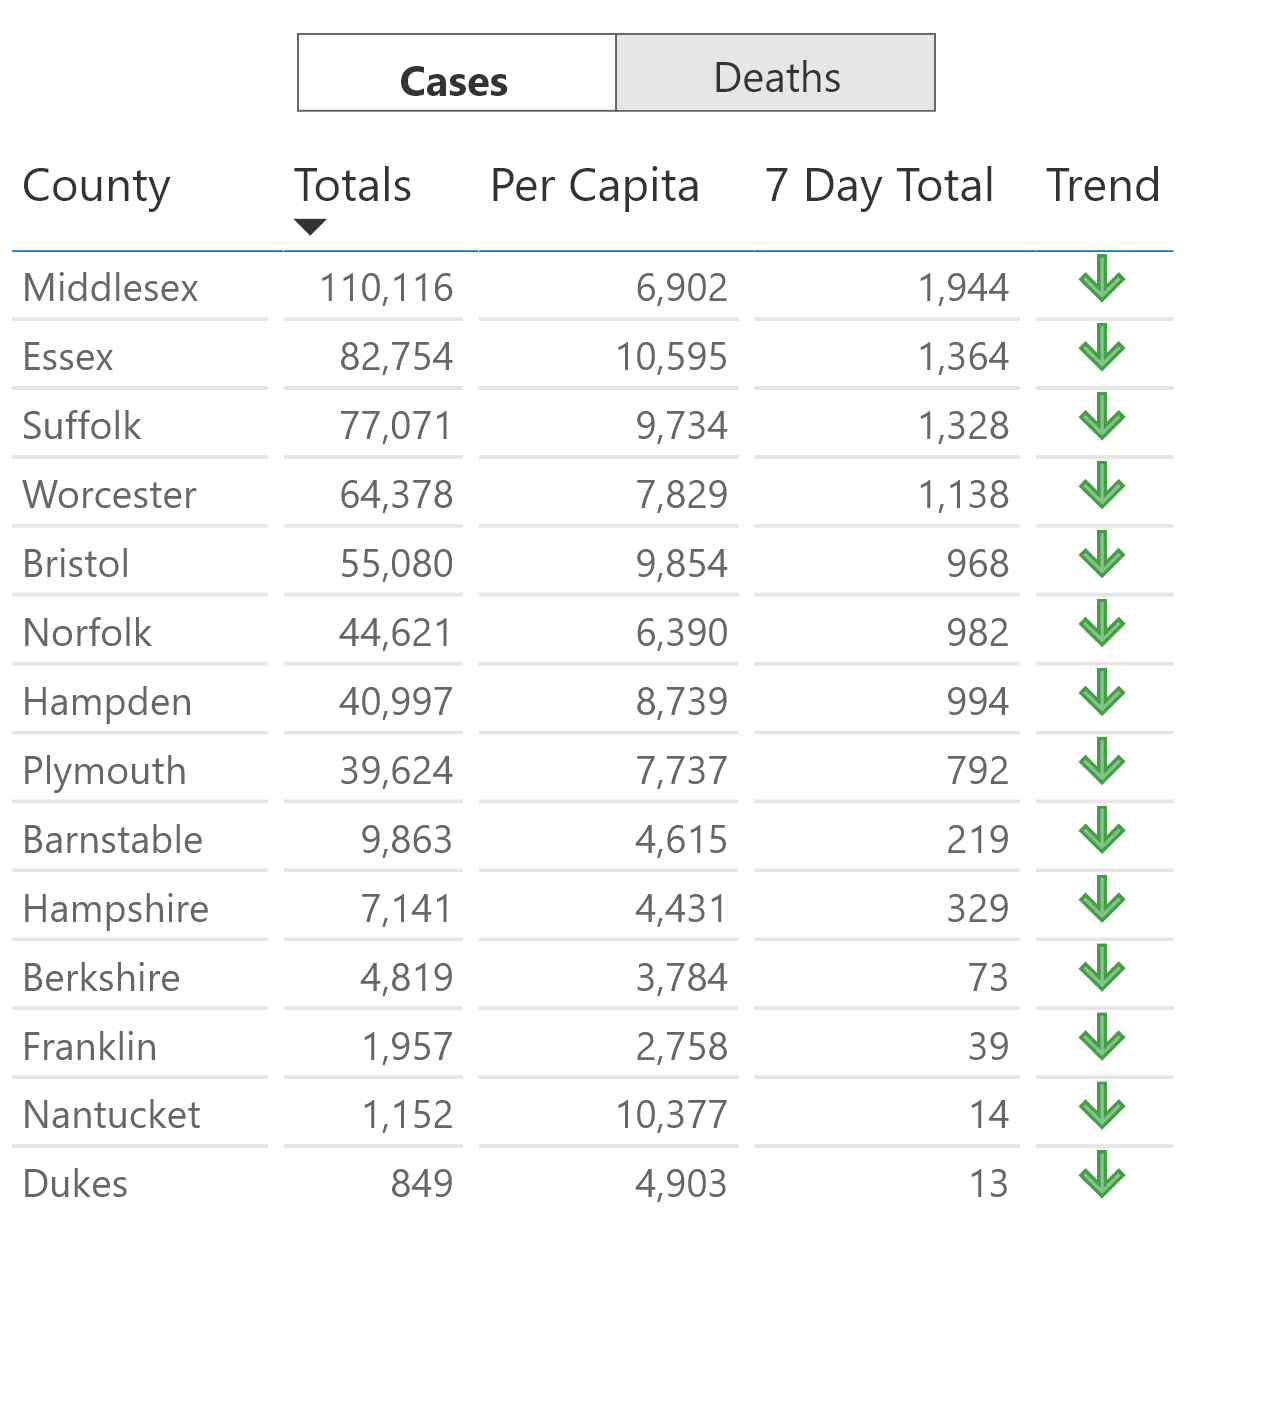 Cases Deaths
County Totals Per Capita 7 Day Total Trend
Middlesex 110,116 6,902 1,944
Essex 82,754 10,595 1,364
Suffolk 77,071 9,734 1,328
Worcester 64,378 7,829 1,138
Bristol 55,080 9,854 968
Norfolk 44,621 6,390 982
Hampden 40,997 8,739 994
Plymouth 39,624 7,737 792
Barnstable 9,863 4,615 219
Hampshire 7,141 4,431 329
Berkshire 4,819 3,784 73
Franklin 1,957 2,758 39
Nantucket 1,152 10,377 14
Dukes 849 4,903 13